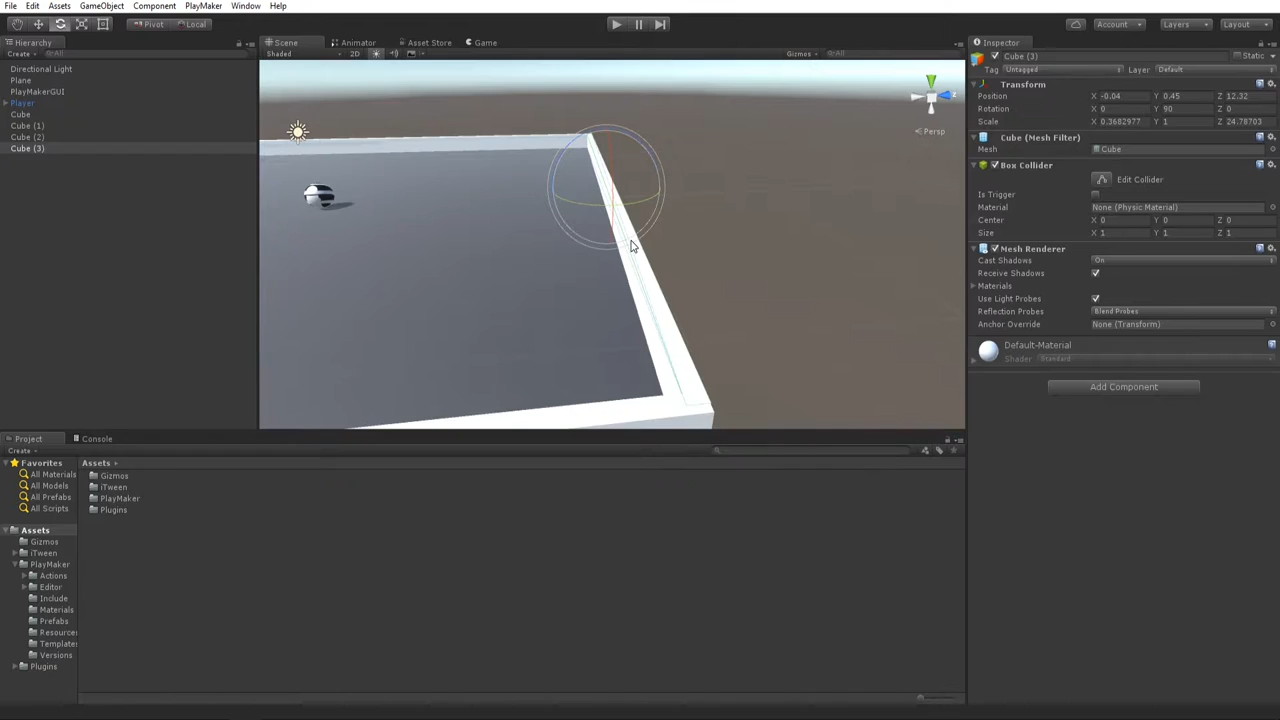 File Edit Assets GameObject Component PlayMaker Window Help
Pivot Local Account Layers Layout
Hierarchy
Create All
Directional Light
Plane
PlayMakerGUI
Player
Cube
Cube (1)
Cube (2)
Cube (3)
Scene Animator Asset Store Game
Shaded 2D Gizmos All
y z
Persp
Inspector
Cube (3) Static
Tag Untagged Layer Default
Transform
Position X -0.04 Y 0.45 Z 12.32
Rotation X 0 Y 90 Z 0
Scale X 0.3682977 Y 1 Z 24.78703
Cube (Mesh Filter)
Mesh Cube
Box Collider
Edit Collider
Is Trigger
Material None (Physic Material)
Center X 0 Y 0 Z 0
Size X 1 Y 1 Z 1
Mesh Renderer
Cast Shadows On
Receive Shadows
Materials
Use Light Probes
Reflection Probes Blend Probes
Anchor Override None (Transform)
Default-Material
Shader Standard
Add Component
Project Console
Create
Favorites
All Materials
All Models
All Prefabs
All Scripts
Assets
Gizmos
iTween
PlayMaker
Actions
Editor
Include
Materials
Prefabs
Resource
Template
Versions
Plugins
Assets
Gizmos
iTween
PlayMaker
Plugins